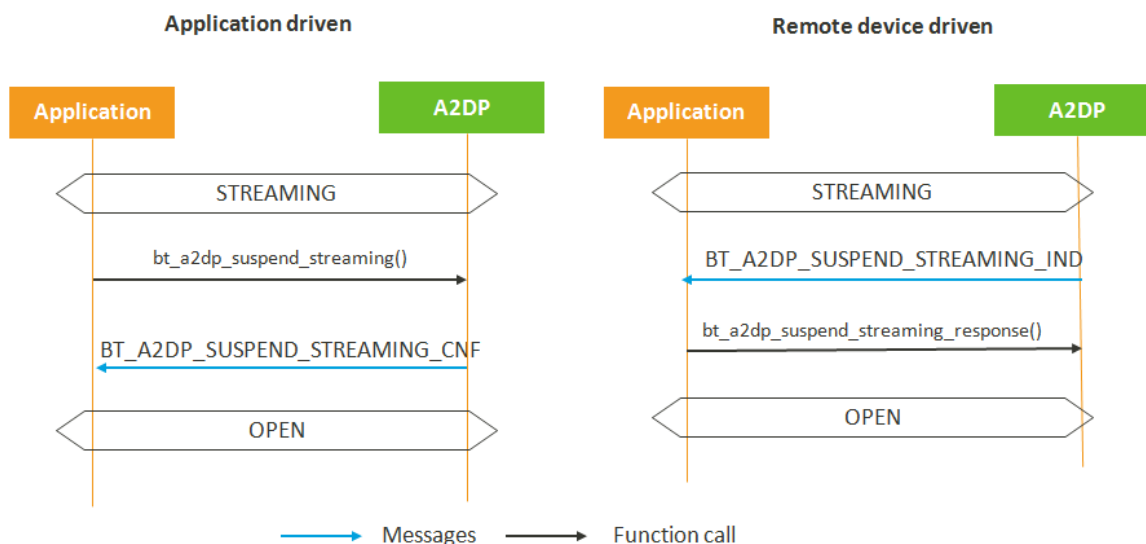 Application driven
Remote device driven
Application
A2DP
Application
A2DP
STREAMING
STREAMING
bt_a2dp_suspend_streaming()
BT_A2DP_SUSPEND_STREAMING_IND
bt_a2dp_suspend_streaming_response()
BT_A2DP_SUSPEND_STREAMING_CNF
OPEN
OPEN
Messages
Function call